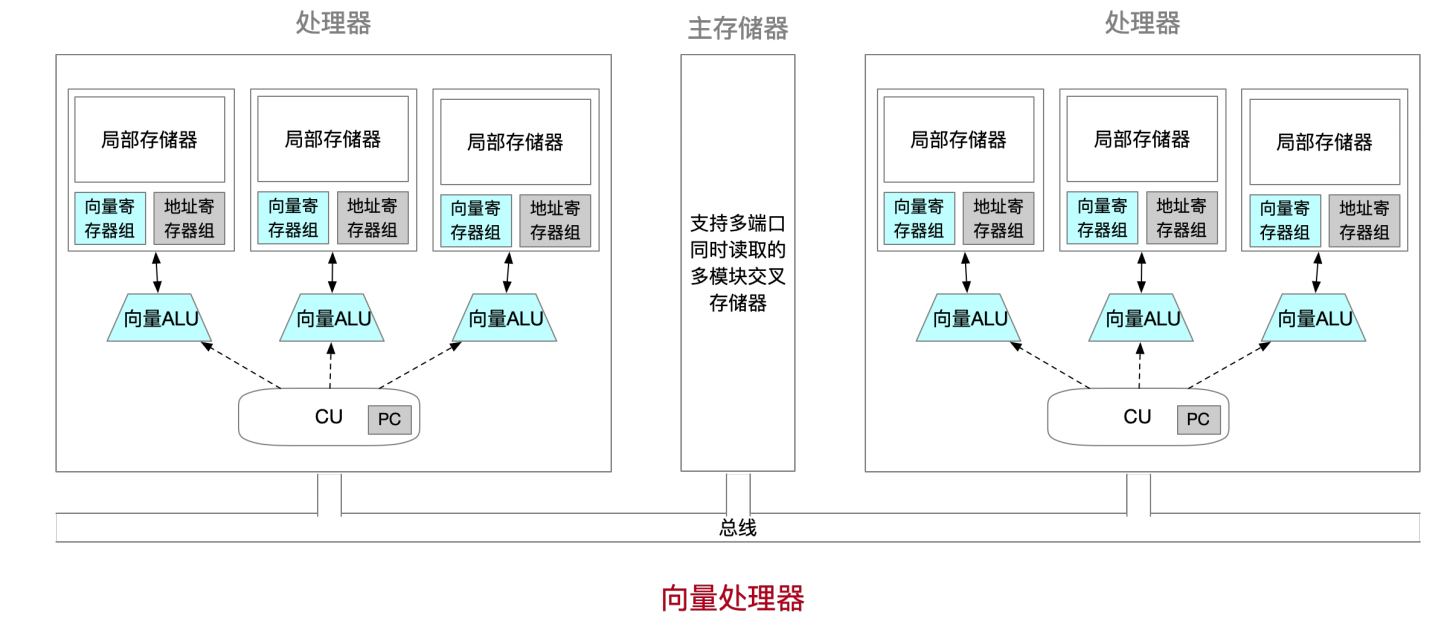 处理器
主存储器
处理器
局部存储器
局部存储器
局部存储器
向量寄
存器组
地址寄
存器组
向量寄
存器组
地址寄
存器组
向量寄
存器组
地址寄
存器组
向量ALU
向量ALU
向量ALU
CU
PC
支持多端口
同时读取的
多模块交叉
存储器
局部存储器
局部存储器
局部存储器
向量寄
存器组
地址寄
存器组
向量寄
存器组
地址寄
存器组
向量寄
存器组
地址寄
存器组
向量ALU
向量ALU
向量ALU
CU
PC
总线
向量处理器